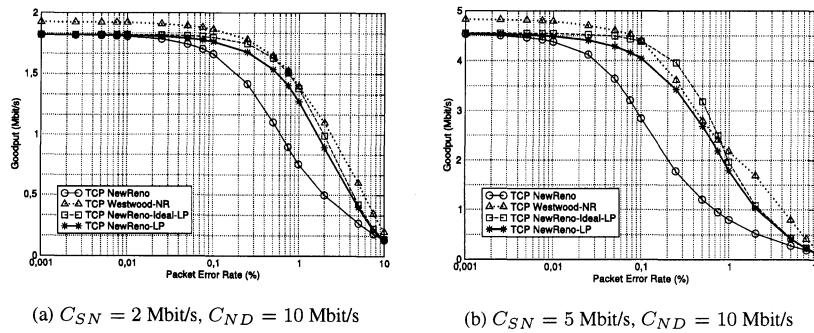 2
1,5
1
0,5
0
Goodput (Mbit/s)
TCP NewReno
TCP Westwood-NR
TCP NewReno-Ideal-LP
TCP NewReno-LP
0,001 0,01 0,1 1 10
Packet Error Rate (%)
(a) C_SN = 2 Mbit/s, C_ND = 10 Mbit/s
5
4
3
2
1
0
Goodput (Mbit/s)
TCP NewReno
TCP Westwood-NR
TCP NewReno-Ideal-LP
TCP NewReno-LP
0,001 0,01 0,1 1
Packet Error Rate (%)
(b) C_SN = 5 Mbit/s, C_ND = 10 Mbit/s